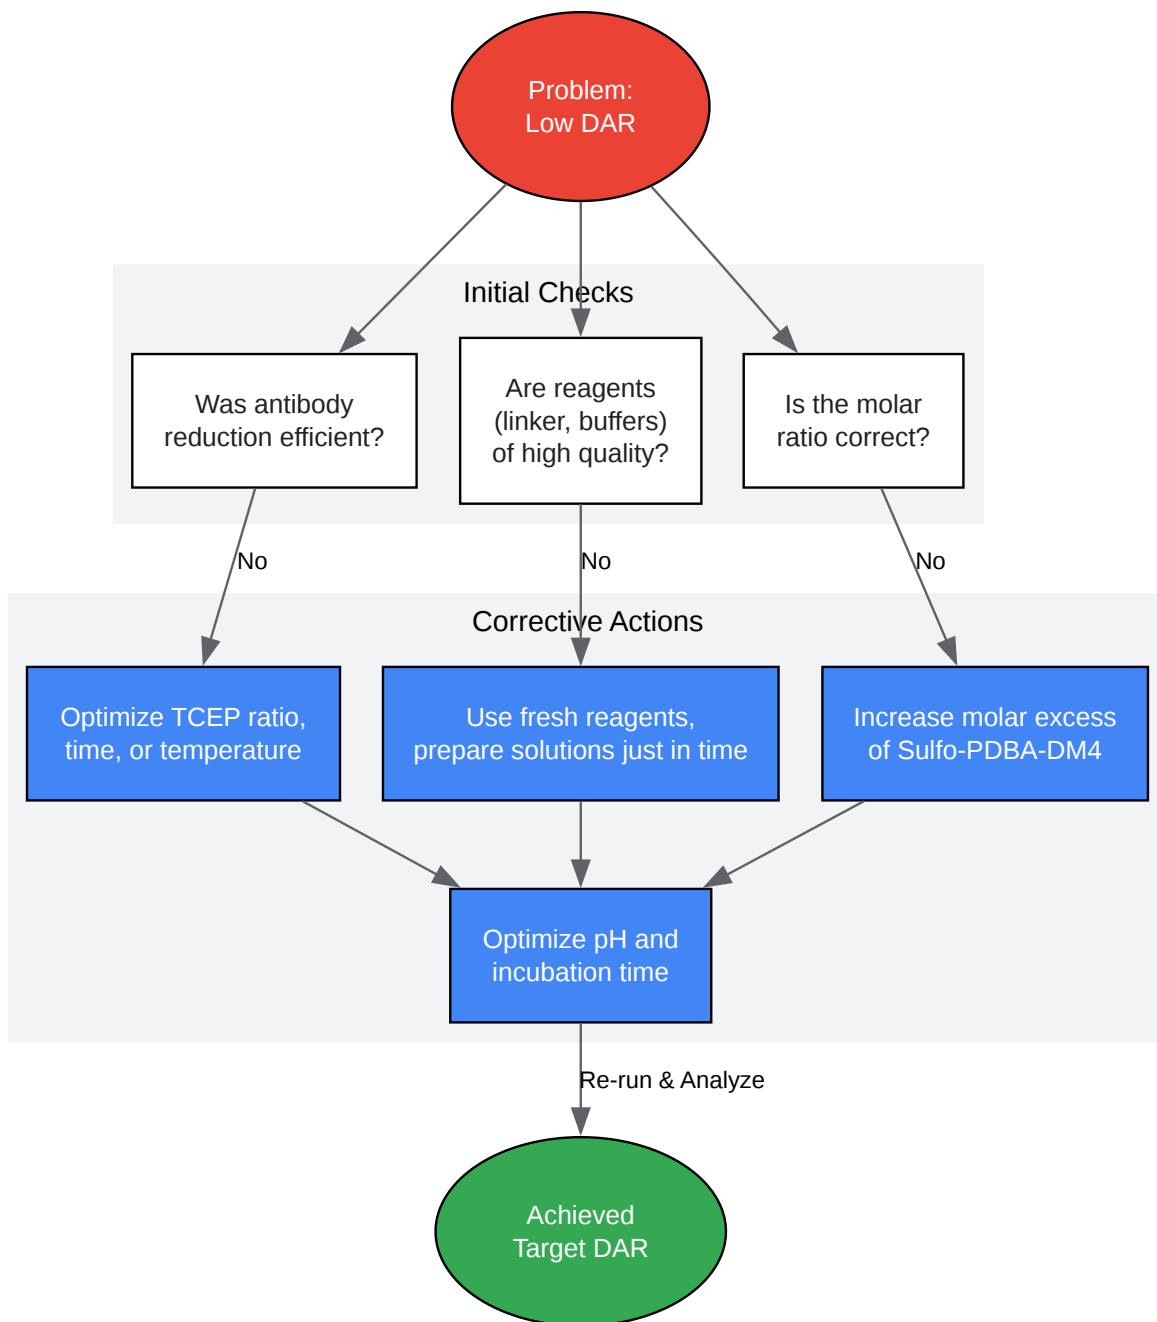 Problem:
Low DAR
Initial Checks
Was antibody
reduction efficient?
Are reagents
(linker, buffers)
of high quality?
Is the molar
ratio correct?
No
No
No
Corrective Actions
Optimize TCEP ratio,
time, or temperature
Use fresh reagents,
prepare solutions just in time
Increase molar excess
of Sulfo-PDBA-DM4
Optimize pH and
incubation time
Re-run & Analyze
Achieved
Target DAR